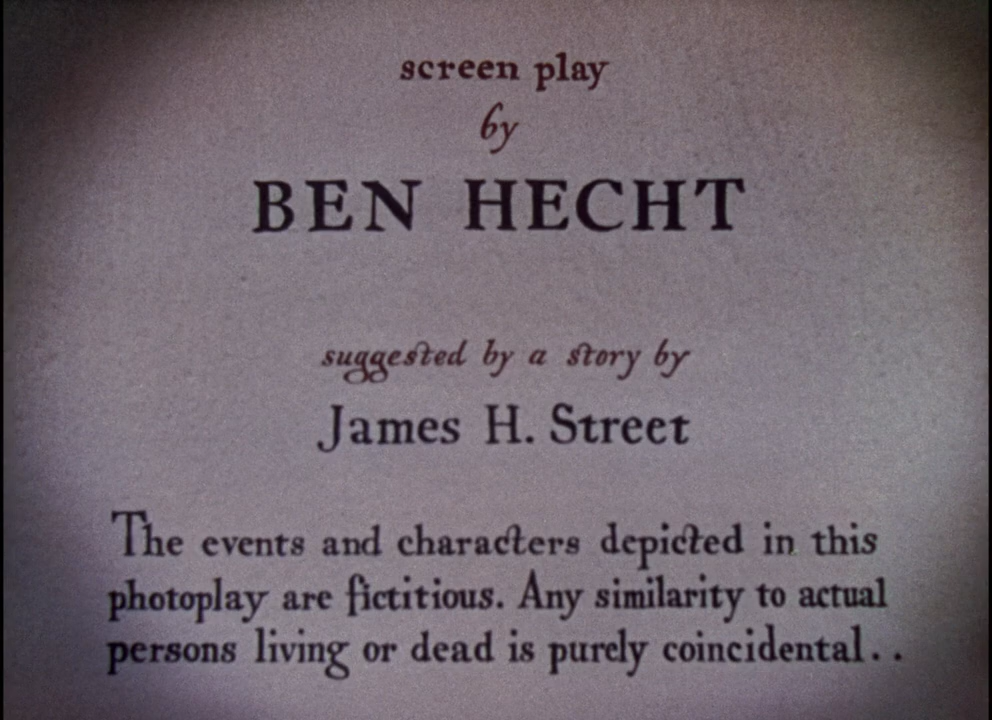 screen play
by
BEN HECHT
suggested by a story by
James H. Street
The events and characters depicted in this
photoplay are fictitious. Any similarity to actual
persons living or dead is purely coincidental..